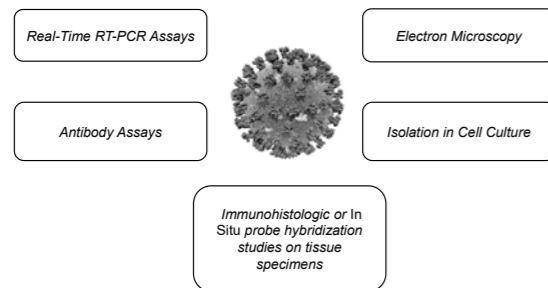 Real-Time RT-PCR Assays
Electron Microscopy
Antibody Assays
Isolation in Cell Culture
Immunohistologic or In
Situ probe hybridization
studies on tissue
specimens